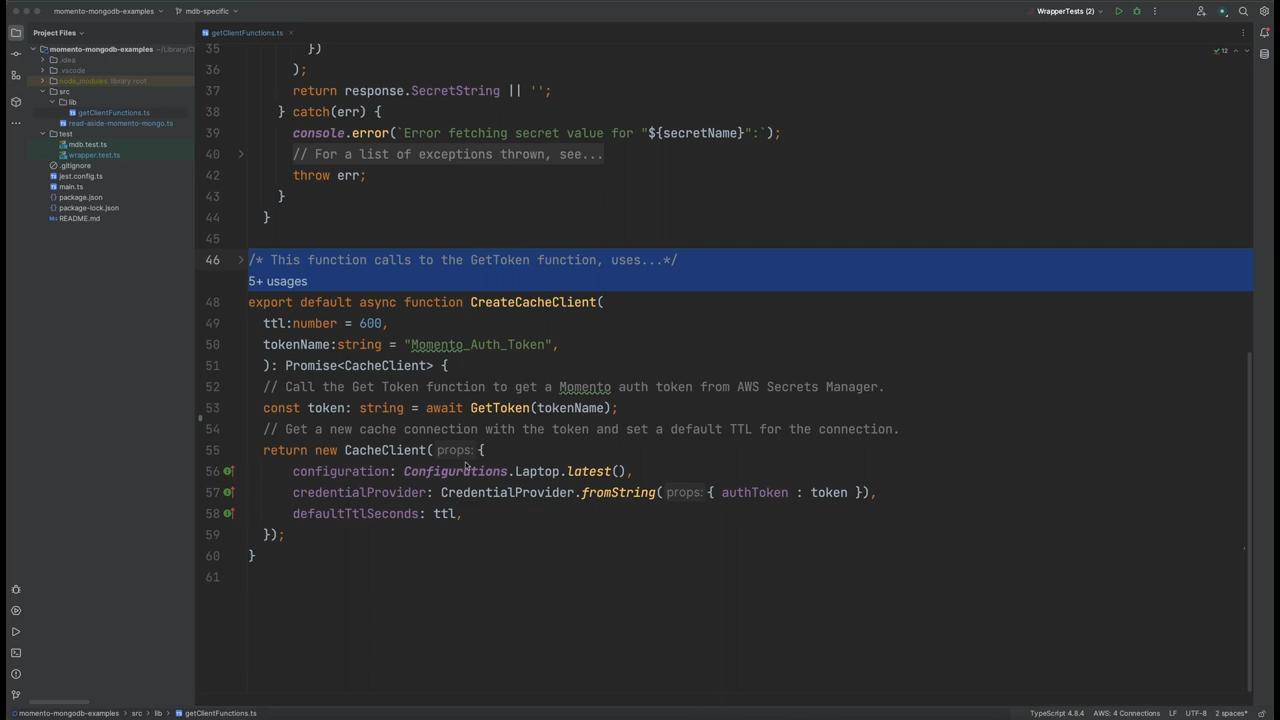 momento-mongodb-examples
mdb-specific
WrapperTests (2)
Project Files
getClientFunctions.ts
momento-mongodb-examples ~/Library/C
.idea
.vscode
node_modules library root
src
lib
getClientFunctions.ts
read-aside-momento-mongo.ts
test
mdb.test.ts
wrapper.test.ts
.gitignore
jest.config.ts
main.ts
package.json
package-lock.json
README.md
12
35 })
36 );
37 return response.SecretString || '';
38 } catch(err) {
39 console.error(`Error fetching secret value for "${secretName}":`);
40 // For a list of exceptions thrown, see...
42 throw err;
43 }
44 }
45
46 /* This function calls to the GetToken function, uses...*/
5+ usages
48 export default async function CreateCacheClient(
49 ttl:number = 600,
50 tokenName:string = "Momento_Auth_Token",
51 ): Promise<CacheClient> {
52 // Call the Get Token function to get a Momento auth token from AWS Secrets Manager.
53 const token: string = await GetToken(tokenName);
54 // Get a new cache connection with the token and set a default TTL for the connection.
55 return new CacheClient( props: {
56 configuration: Configurations.Laptop.latest(),
57 credentialProvider: CredentialProvider.fromString( props: { authToken : token }),
58 defaultTtlSeconds: ttl,
59 });
60 }
61
momento-mongodb-examples > src > lib > getClientFunctions.ts
TypeScript 4.8.4 AWS: 4 Connections LF UTF-8 2 spaces*